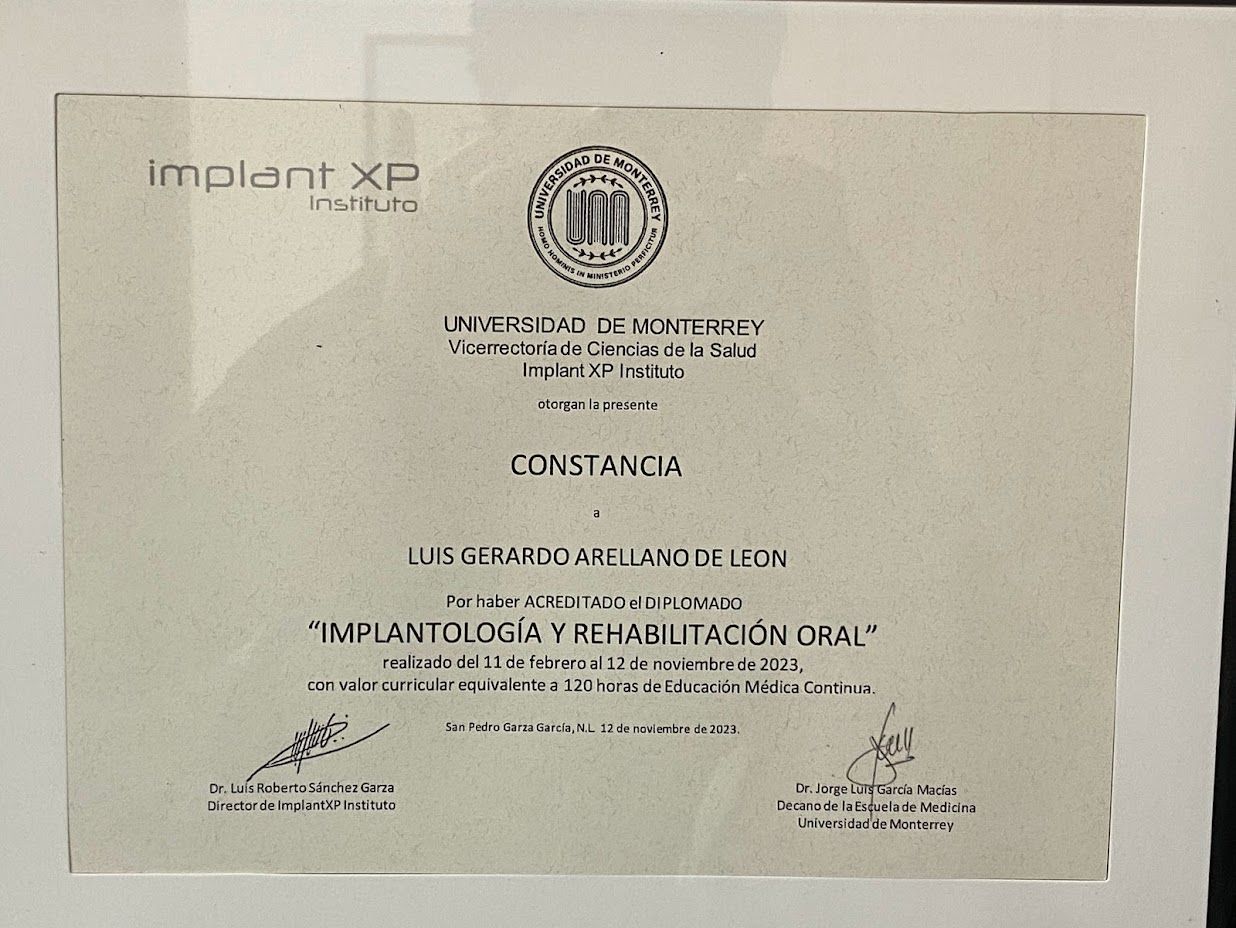 implant XP
Instituto
UNIVERSIDAD DE MONTERREY
HOMO HOMINIS IN MINISTERIO PERFICITUR
UNIVERSIDAD DE MONTERREY
Vicerrectoría de Ciencias de la Salud
Implant XP Instituto
otorgan la presente
CONSTANCIA
a
LUIS GERARDO ARELLANO DE LEON
Por haber ACREDITADO el DIPLOMADO
“IMPLANTOLOGÍA Y REHABILITACIÓN ORAL”
realizado del 11 de febrero al 12 de noviembre de 2023,
con valor curricular equivalente a 120 horas de Educación Médica Continua.
San Pedro Garza García, N.L. 12 de noviembre de 2023.
Dr. Luis Roberto Sánchez Garza
Director de ImplantXP Instituto
Dr. Jorge Luis García Macías
Decano de la Escuela de Medicina
Universidad de Monterrey